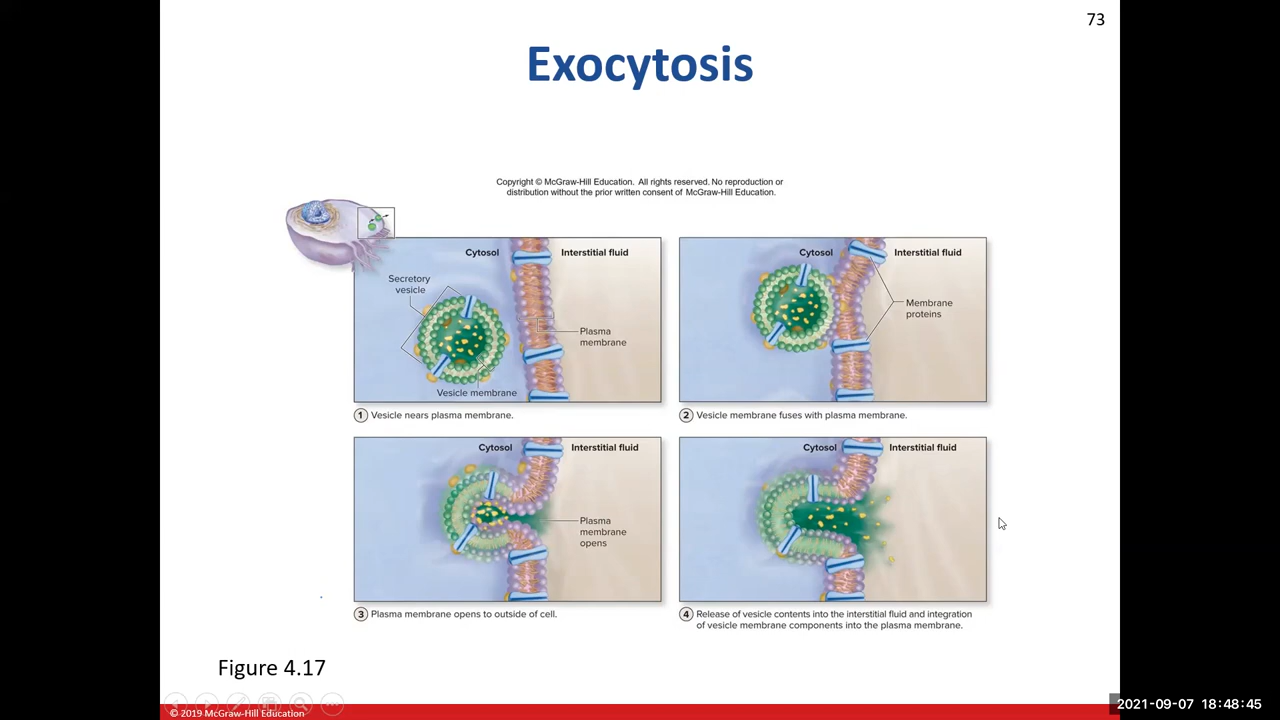 73
Exocytosis
Copyright © McGraw-Hill Education. All rights reserved. No reproduction or
distribution without the prior written consent of McGraw-Hill Education.
Cytosol
Interstitial fluid
Secretory
vesicle
Plasma
membrane
Vesicle membrane
1 Vesicle nears plasma membrane.
Cytosol
Interstitial fluid
Membrane
proteins
2 Vesicle membrane fuses with plasma membrane.
Cytosol
Interstitial fluid
Plasma
membrane
opens
3 Plasma membrane opens to outside of cell.
Cytosol
Interstitial fluid
4 Release of vesicle contents into the interstitial fluid and integration
of vesicle membrane components into the plasma membrane.
Figure 4.17
© 2019 McGraw-Hill Education
2021-09-07 18:48:45